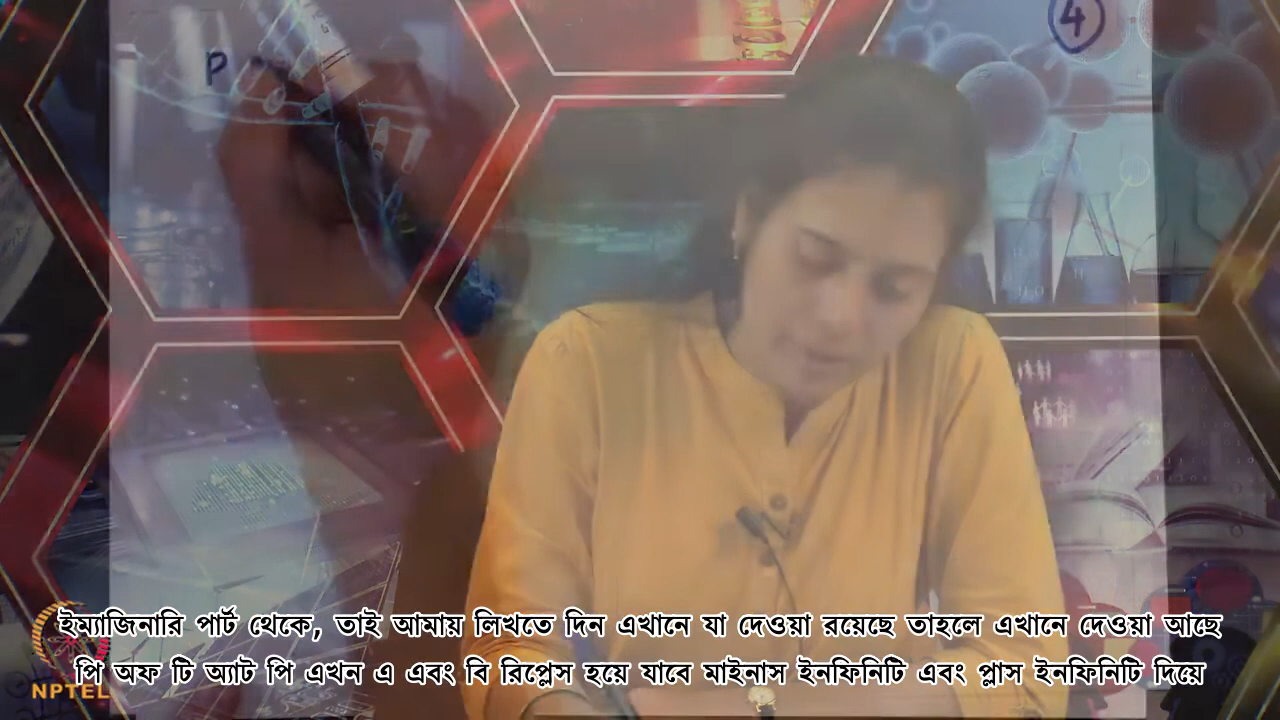 P
4
ইম্যাজিনারি পার্ট থেকে, তাই আমায় লিখতে দিন এখানে যা দেওয়া রয়েছে তাহলে এখানে দেওয়া আছে
পি অফ টি অ্যাট পি এখন এ এবং বি রিপ্লেস হয়ে যাবে মাইনাস ইনফিনিটি এবং প্লাস ইনফিনিটি দিয়ে
NPTEL